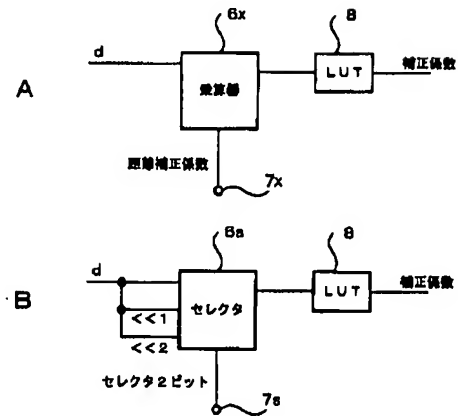 6x
8
d
A
乗算器
LUT
補正係数
距離補正係数
7x
6a
8
d
B
セレクタ
<<1
<<2
LUT
補正係数
セレクタ2ビット
7s